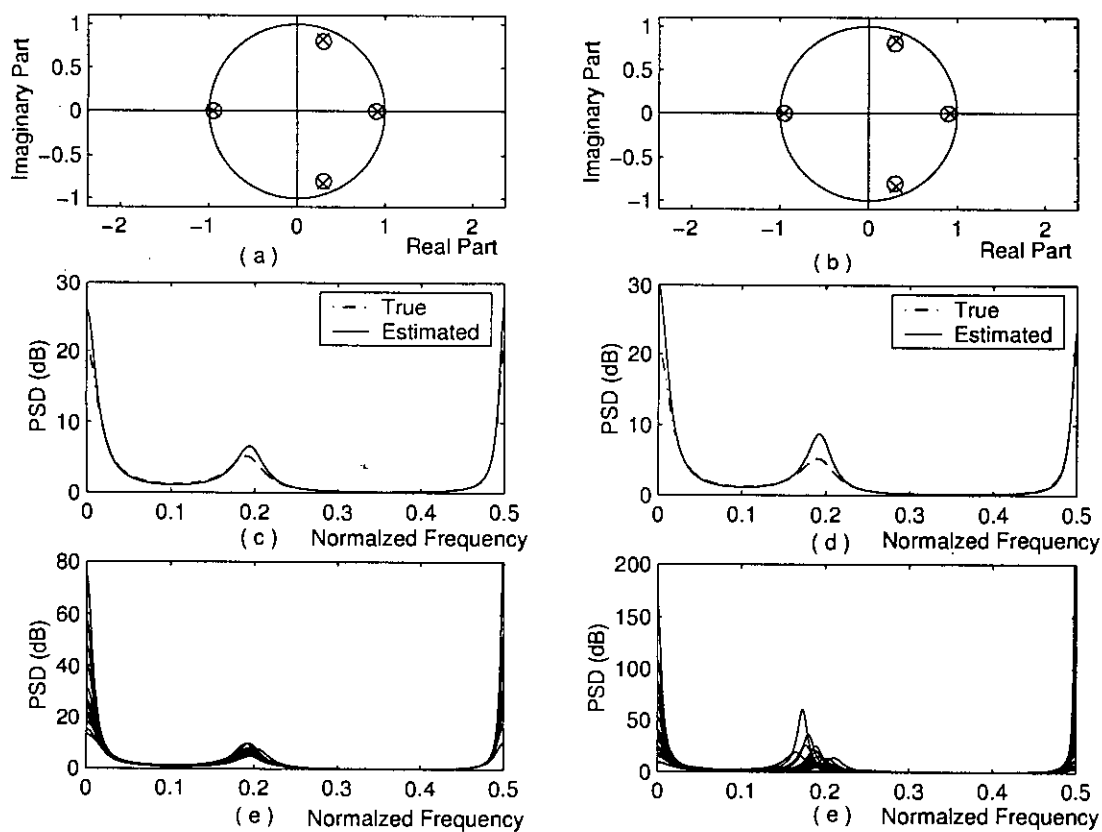 1
0.5
0
−0.5
−1
Imaginary Part
−2
−1
0
1
2
Real Part
( a )
1
0.5
0
−0.5
−1
Imaginary Part
−2
−1
0
1
2
Real Part
( b )
30
20
10
0
PSD (dB)
True
Estimated
0
0.1
0.2
0.3
0.4
0.5
( c )
Normalzed Frequency
30
20
10
0
PSD (dB)
True
Estimated
0
0.1
0.2
0.3
0.4
0.5
( d )
Normalzed Frequency
80
60
40
20
0
PSD (dB)
0
0.1
0.2
0.3
0.4
0.5
( e )
Normalzed Frequency
200
150
100
50
0
PSD (dB)
0
0.1
0.2
0.3
0.4
0.5
( e )
Normalzed Frequency